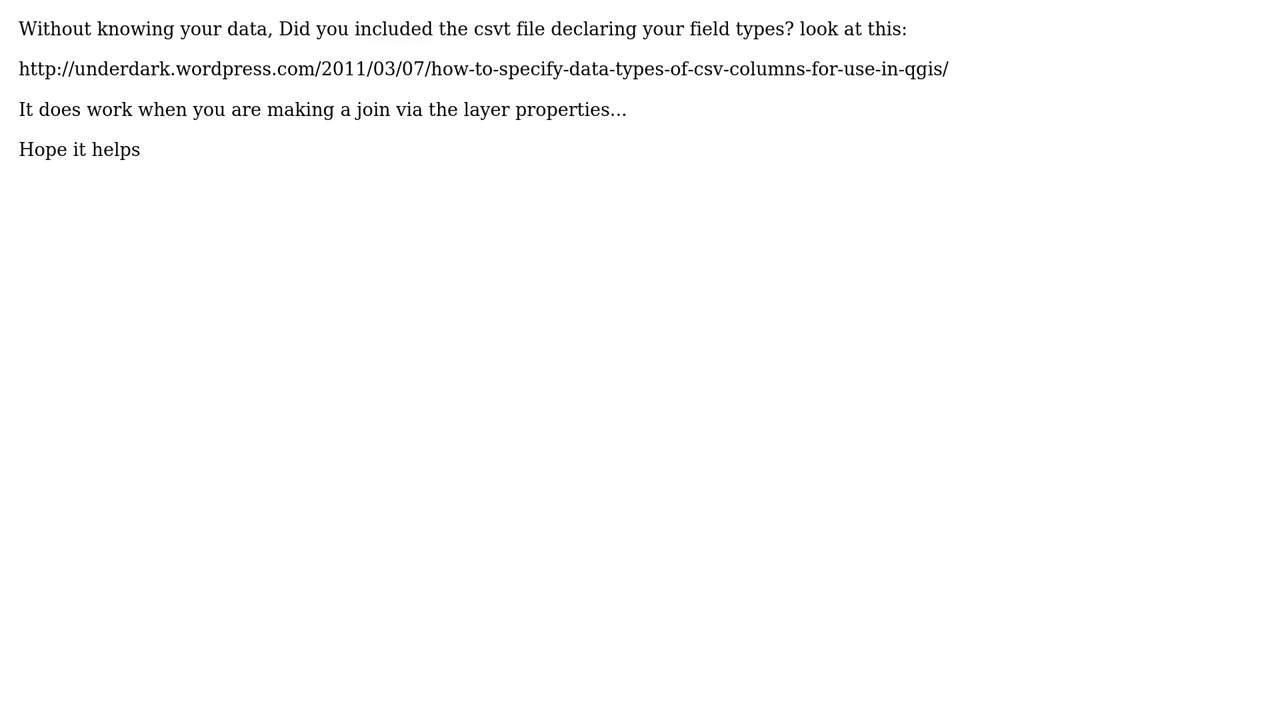 Without knowing your data, Did you included the csvt file declaring your field types? look at this:
http://underdark.wordpress.com/2011/03/07/how-to-specify-data-types-of-csv-columns-for-use-in-qgis/
It does work when you are making a join via the layer properties...
Hope it helps